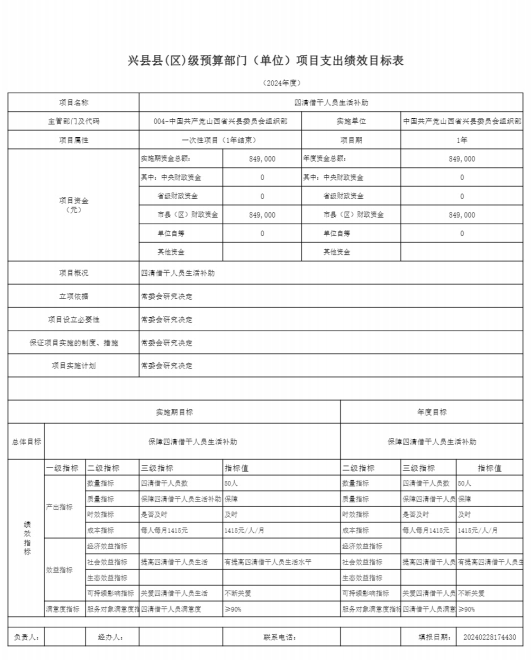 兴县县(区)级预算部门（单位）项目支出绩效目标表
（2024年度）
项目名称 四清借干人员生活补助
主管部门及代码 004-中国共产党山西省兴县委员会组织部 实施单位 中国共产党山西省兴县委员会组织部
项目属性 一次性项目（1年结束） 项目期 1年
项目资金（元） 实施期资金总额： 849,000 年度资金总额： 849,000
其中：中央财政资金 0 其中：中央财政资金 0
省级财政资金 0 省级财政资金 0
市县（区）财政资金 849,000 市县（区）财政资金 849,000
单位自筹 0 单位自筹 0
其他资金 其他资金
项目概况 四清借干人员生活补助
立项依据 常委会研究决定
项目设立必要性 常委会研究决定
保证项目实施的制度、措施 常委会研究决定
项目实施计划 常委会研究决定
实施期目标 年度目标
总体目标 保障四清借干人员生活补助 保障四清借干人员生活补助
绩效指标 一级指标 二级指标 三级指标 指标值 二级指标 三级指标 指标值
产出指标 数量指标 四清借干人员数 50人 数量指标 四清借干人员数 50人
质量指标 保障四清借干人员生活补助 保障 质量指标 保障四清借干人员 保障
时效指标 是否及时 及时 时效指标 是否及时 及时
成本指标 每人每月1415元 1415元/人/月 成本指标 每人每月1415元 1415元/人/月
效益指标 经济效益指标 经济效益指标
社会效益指标 提高四清借干人员生活 有提高四清借干人员生活水平 社会效益指标 提高四清借干人员 有提高四清借干人员生
生态效益指标 生态效益指标
可持续影响指标 关爱四清借干人员生活 不断关爱 可持续影响指标 关爱四清借干人员 不断关爱
满意度指标 服务对象满意度指标 四清借干人员满意度 ≥90% 服务对象满意度指标 四清借干人员满意 ≥90%
负责人： 经办人： 联系电话： 填报日期： 20240228174430